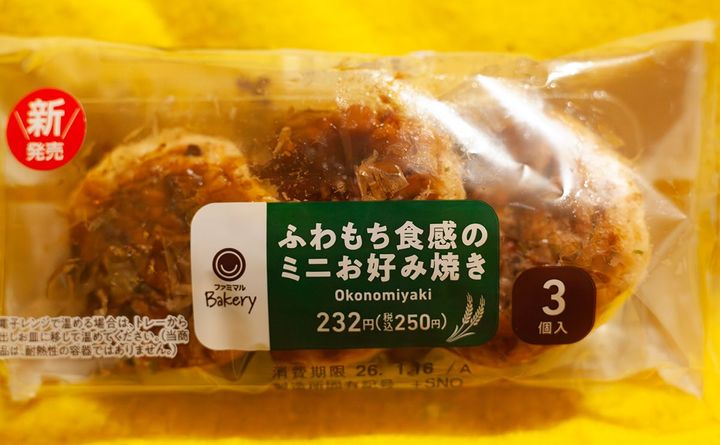 新
発売
ふわもち食感の
ミニお好み焼き
Okonomiyaki
232円(税込250円)
ファミマル
Bakery
3
個入
電子レンジで温める場合は、トレーから
出しお皿に移して温めてください。(当商
品は、耐熱性の容器ではありません。)
消費期限 26. 1.16 /A